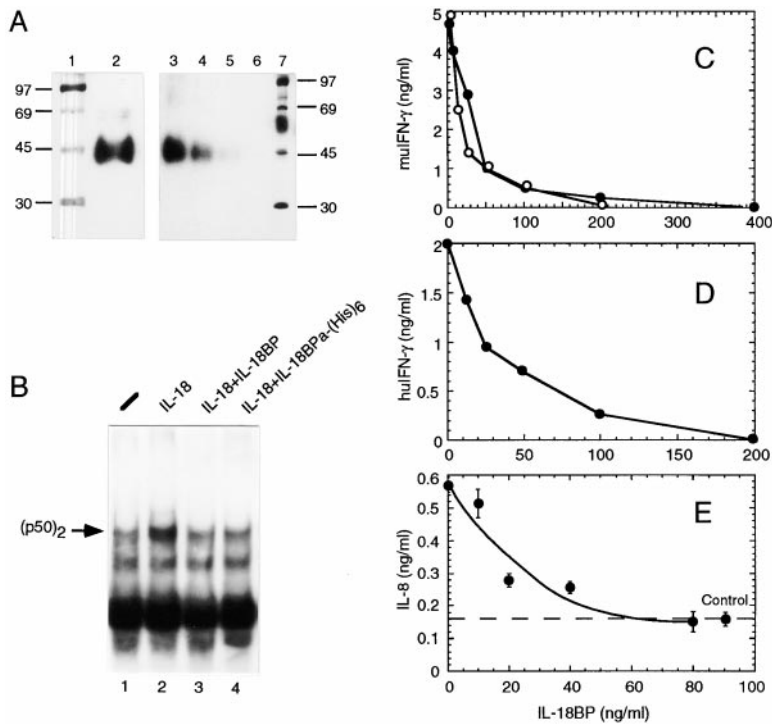 A
1 2 3 4 5 6 7
97
69
45
30
97
69
45
30
B
IL-18
IL-18+IL-18BP
IL-18+IL-18BPa-(His)6
(p50)2
1 2 3 4
C
muIFN-γ (ng/ml)
5
4
3
2
1
0
0 100 200 300 400
D
huIFN-γ (ng/ml)
2
1.5
1
0.5
0
0 50 100 150 200
E
IL-8 (ng/ml)
0.6
0.5
0.4
0.3
0.2
0.1
0
Control
0 20 40 60 80 100
IL-18BP (ng/ml)